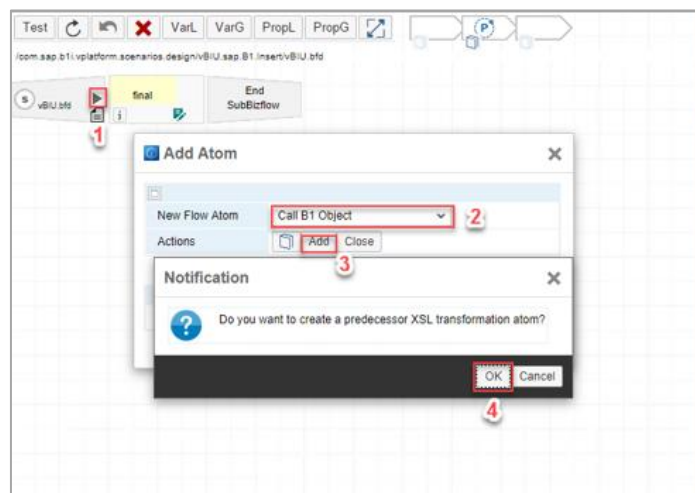 Test VarL VarG PropL PropG
P
/com.sap.b1i.vplatform.scenarios.design/vBIU.sap.B1.Insert/vBIU.bfd
s vBIU.bfd
final
End
SubBizflow
i
1
Add Atom
New Flow Atom Call B1 Object 2
Actions Add Close
3
Notification
Do you want to create a predecessor XSL transformation atom?
OK Cancel
4